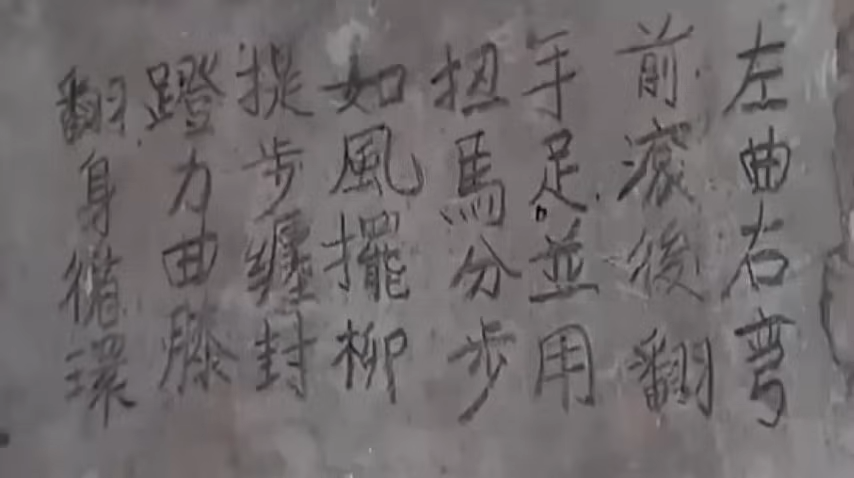 左曲右弯
前滚後翻
手足並用
扭馬分步
如風擺柳
提步纏封
蹬力曲膝
翻身循環